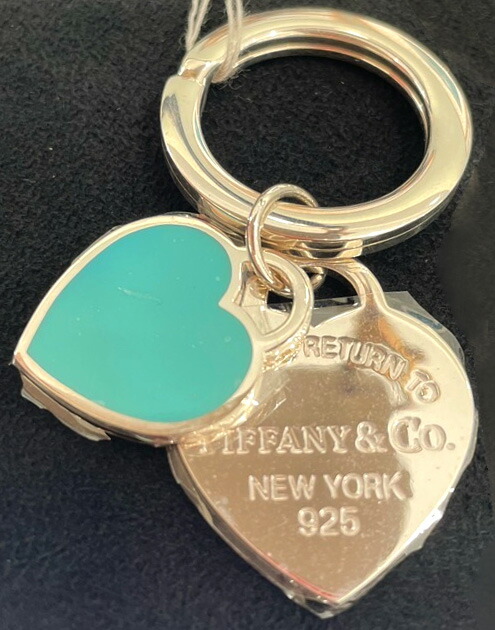 RETURN TO
TIFFANY & Co.
NEW YORK
925